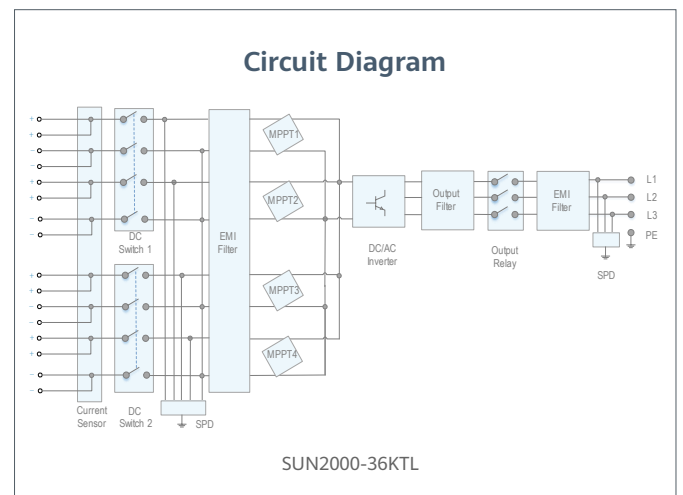 Circuit Diagram
+
+
−
−
+
+
−
−
+
+
−
−
+
+
−
−
Current
Sensor
DC
Switch 1
DC
Switch 2
SPD
EMI
Filter
MPPT1
MPPT2
MPPT3
MPPT4
DC/AC
Inverter
Output
Filter
Output
Relay
EMI
Filter
L1
L2
L3
PE
SPD
SUN2000-36KTL